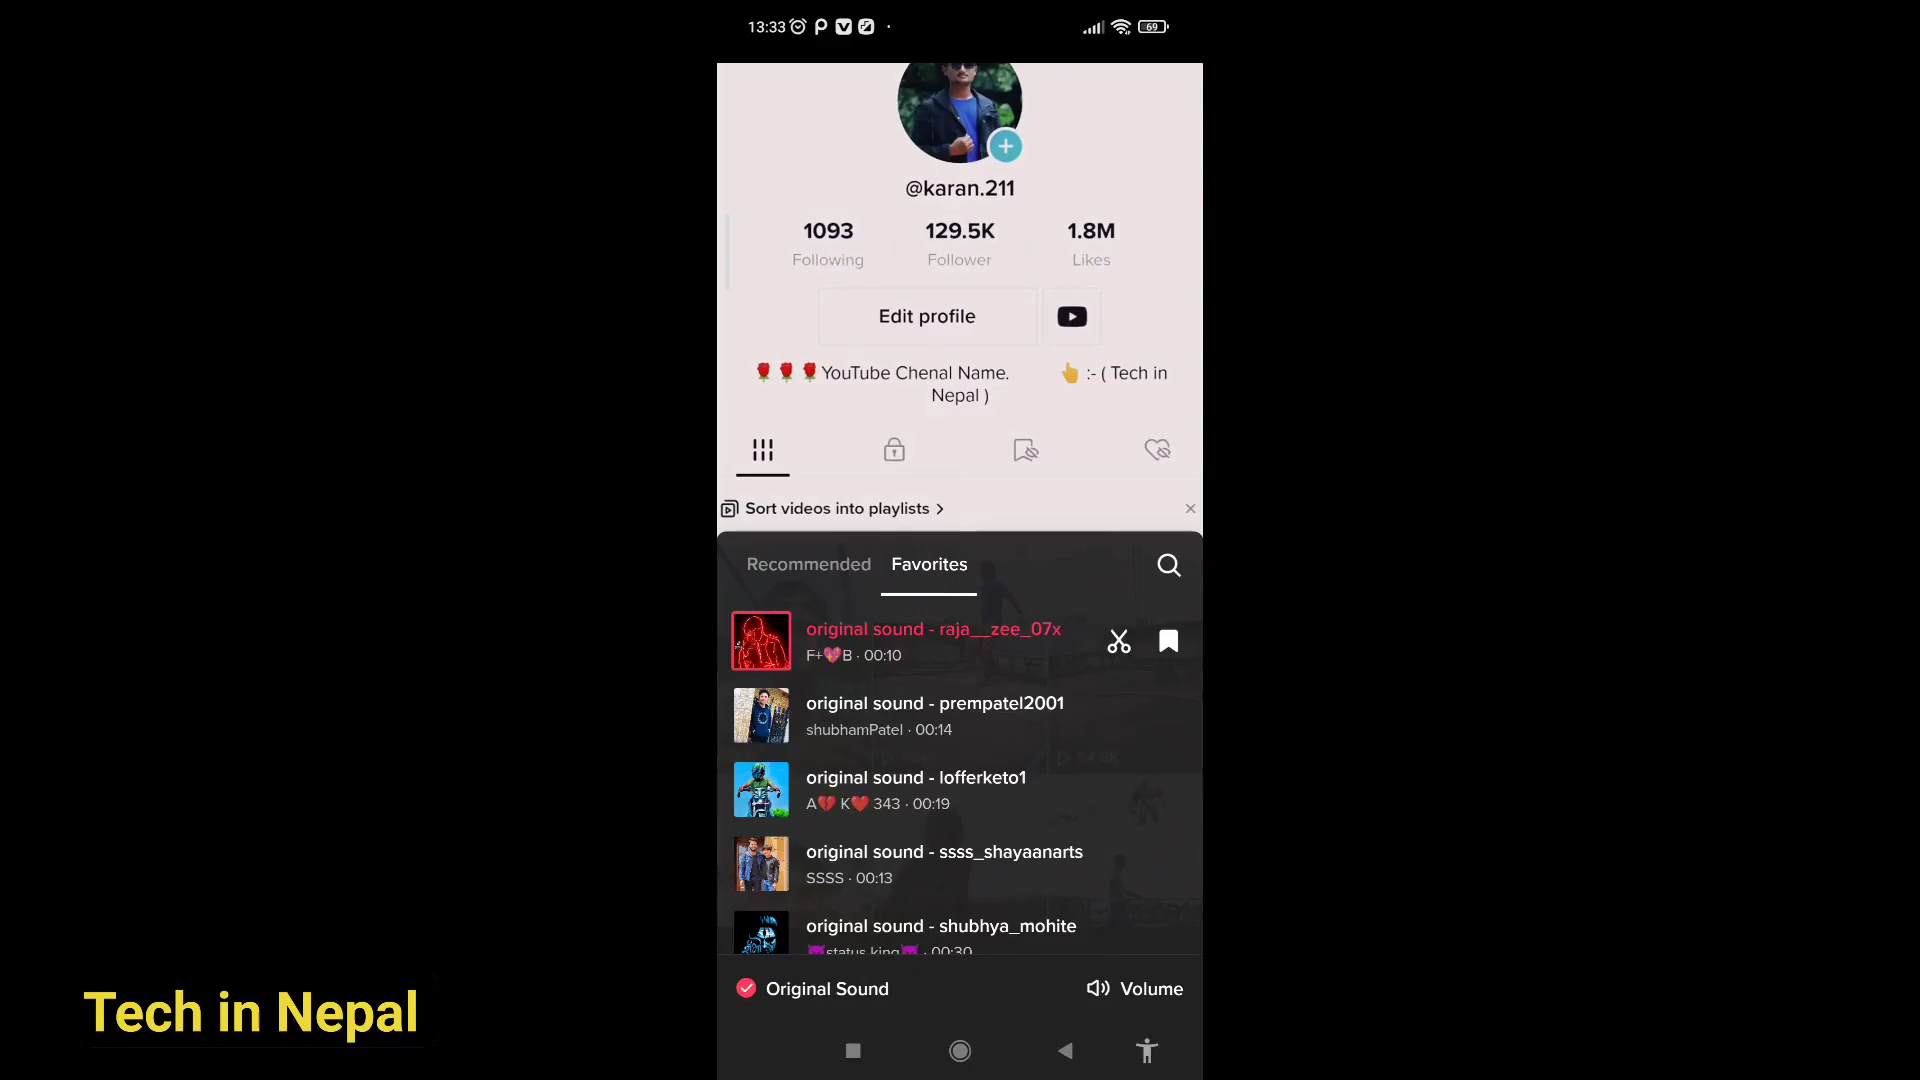 13:33
69
@karan.211
1093 129.5K 1.8M
Following Follower Likes
Edit profile
🌹🌹🌹YouTube Chenal Name. 👆 :- ( Tech in
Nepal )
Sort videos into playlists >
Recommended Favorites
original sound - raja__zee_07x
F+💖B · 00:10
original sound - prempatel2001
shubhamPatel · 00:14
original sound - lofferketo1
A💔 K❤️ 343 · 00:19
original sound - ssss_shayaanarts
SSSS · 00:13
original sound - shubhya_mohite
😈status king😈 · 00:30
Original Sound Volume
Tech in Nepal